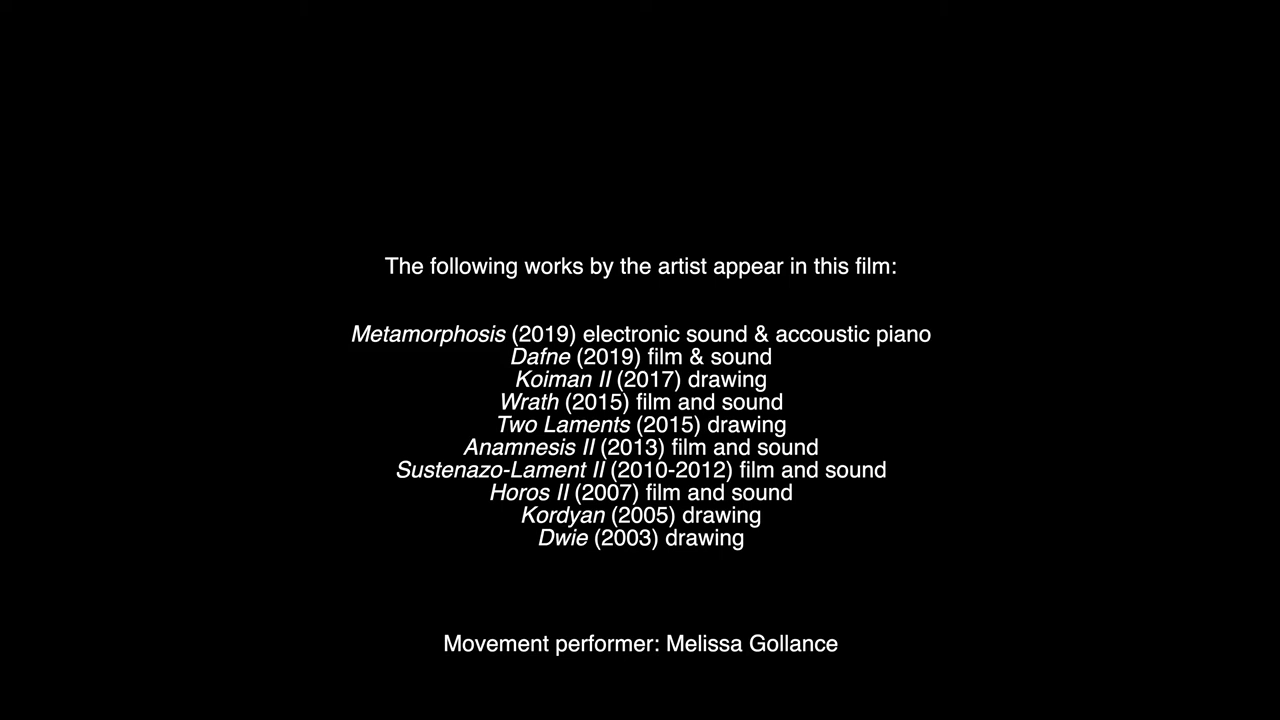 The following works by the artist appear in this film:
Metamorphosis (2019) electronic sound & accoustic piano
Dafne (2019) film & sound
Koiman II (2017) drawing
Wrath (2015) film and sound
Two Laments (2015) drawing
Anamnesis II (2013) film and sound
Sustenazo-Lament II (2010-2012) film and sound
Horos II (2007) film and sound
Kordyan (2005) drawing
Dwie (2003) drawing
Movement performer: Melissa Gollance